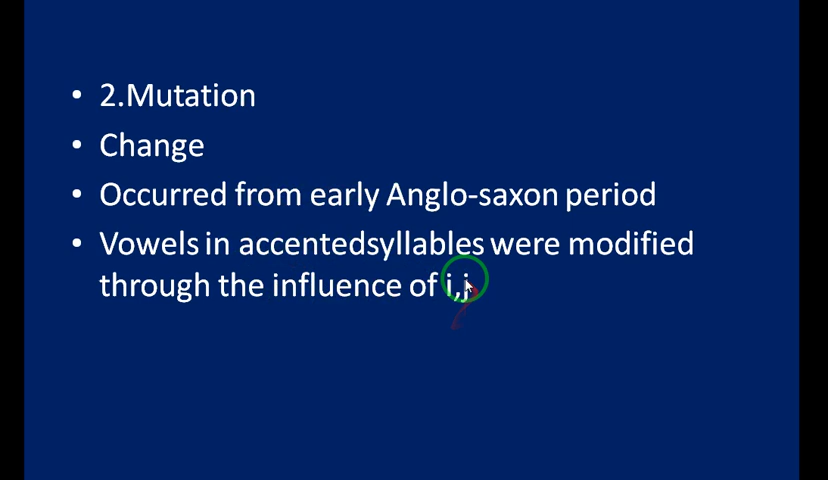 2.Mutation
Change
Occurred from early Anglo-saxon period
Vowels in accentedsyllables were modified
through the influence of i,j